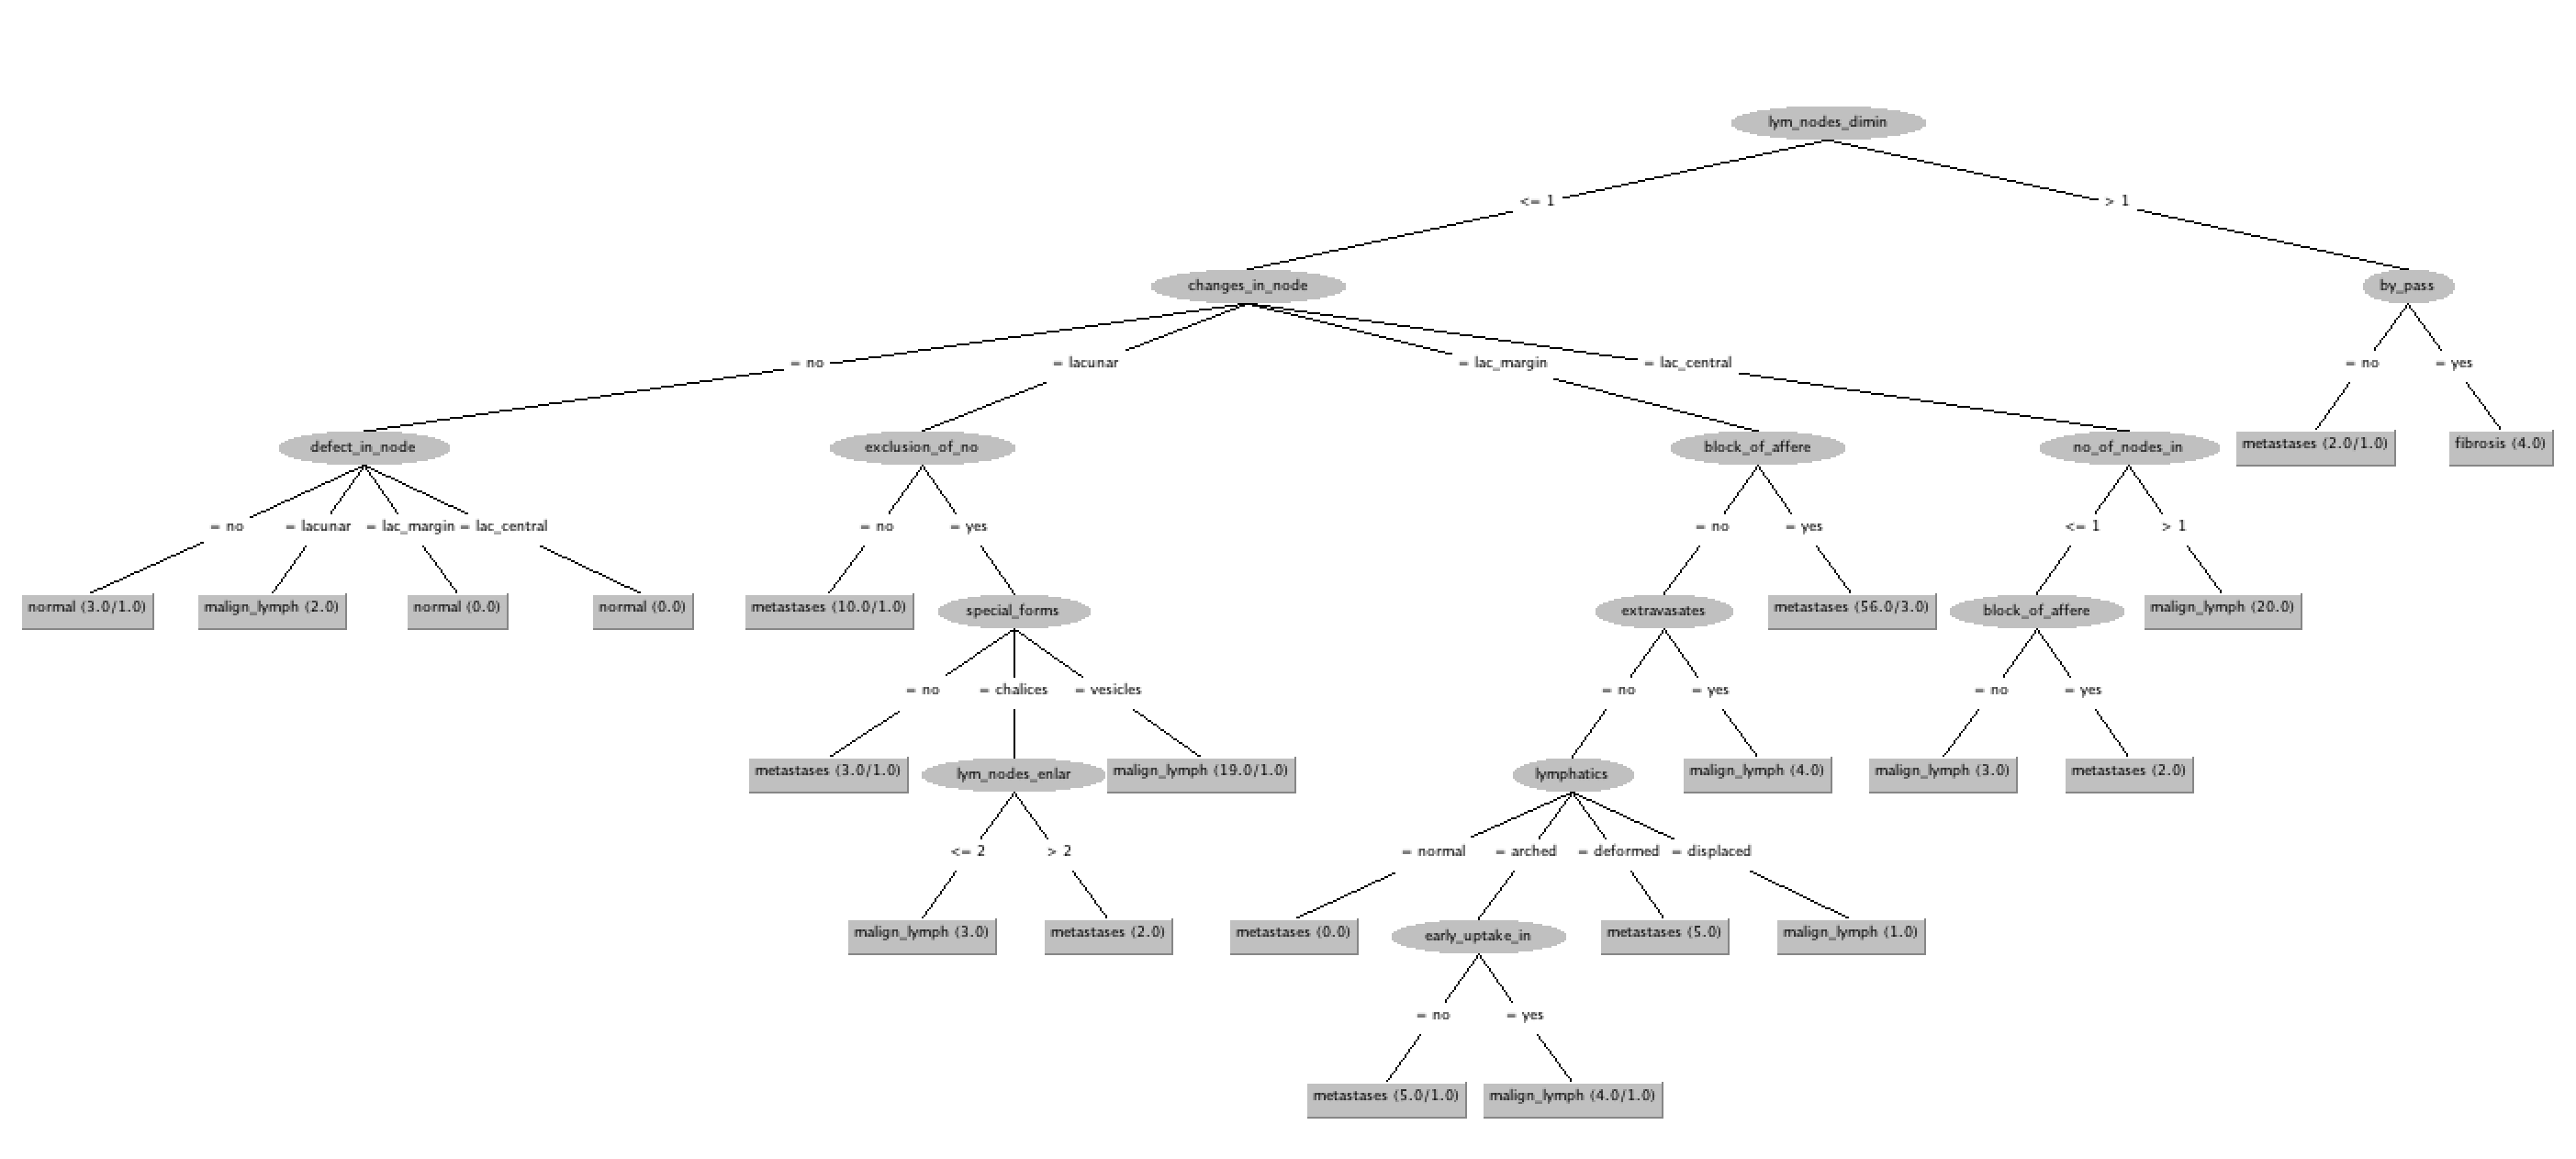 lym_nodes_dimin
<= 1
> 1
changes_in_node
by_pass
= no
= lacunar
= lac_margin
= lac_central
= no
= yes
defect_in_node
exclusion_of_no
block_of_affere
no_of_nodes_in
metastases (2.0/1.0)
fibrosis (4.0)
= no
= lacunar
= lac_margin
= lac_central
= no
= yes
= no
= yes
<= 1
> 1
normal (3.0/1.0)
malign_lymph (2.0)
normal (0.0)
normal (0.0)
metastases (10.0/1.0)
special_forms
extravasates
metastases (56.0/3.0)
block_of_affere
malign_lymph (20.0)
= no
= chalices
= vesicles
= no
= yes
= no
= yes
metastases (3.0/1.0)
lym_nodes_enlar
malign_lymph (19.0/1.0)
lymphatics
malign_lymph (4.0)
malign_lymph (3.0)
metastases (2.0)
<= 2
> 2
= normal
= arched
= deformed
= displaced
malign_lymph (3.0)
metastases (2.0)
metastases (0.0)
early_uptake_in
metastases (5.0)
malign_lymph (1.0)
= no
= yes
metastases (5.0/1.0)
malign_lymph (4.0/1.0)